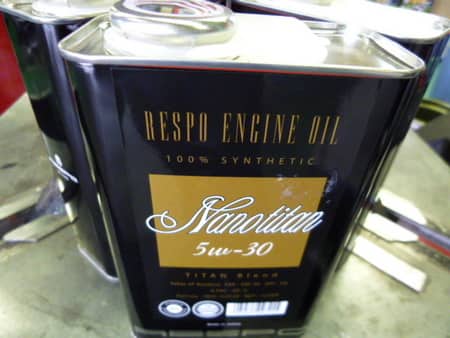 RESPO ENGINE OIL
100% SYNTHETIC
Nanotitan
5w-30
TITAN Blend